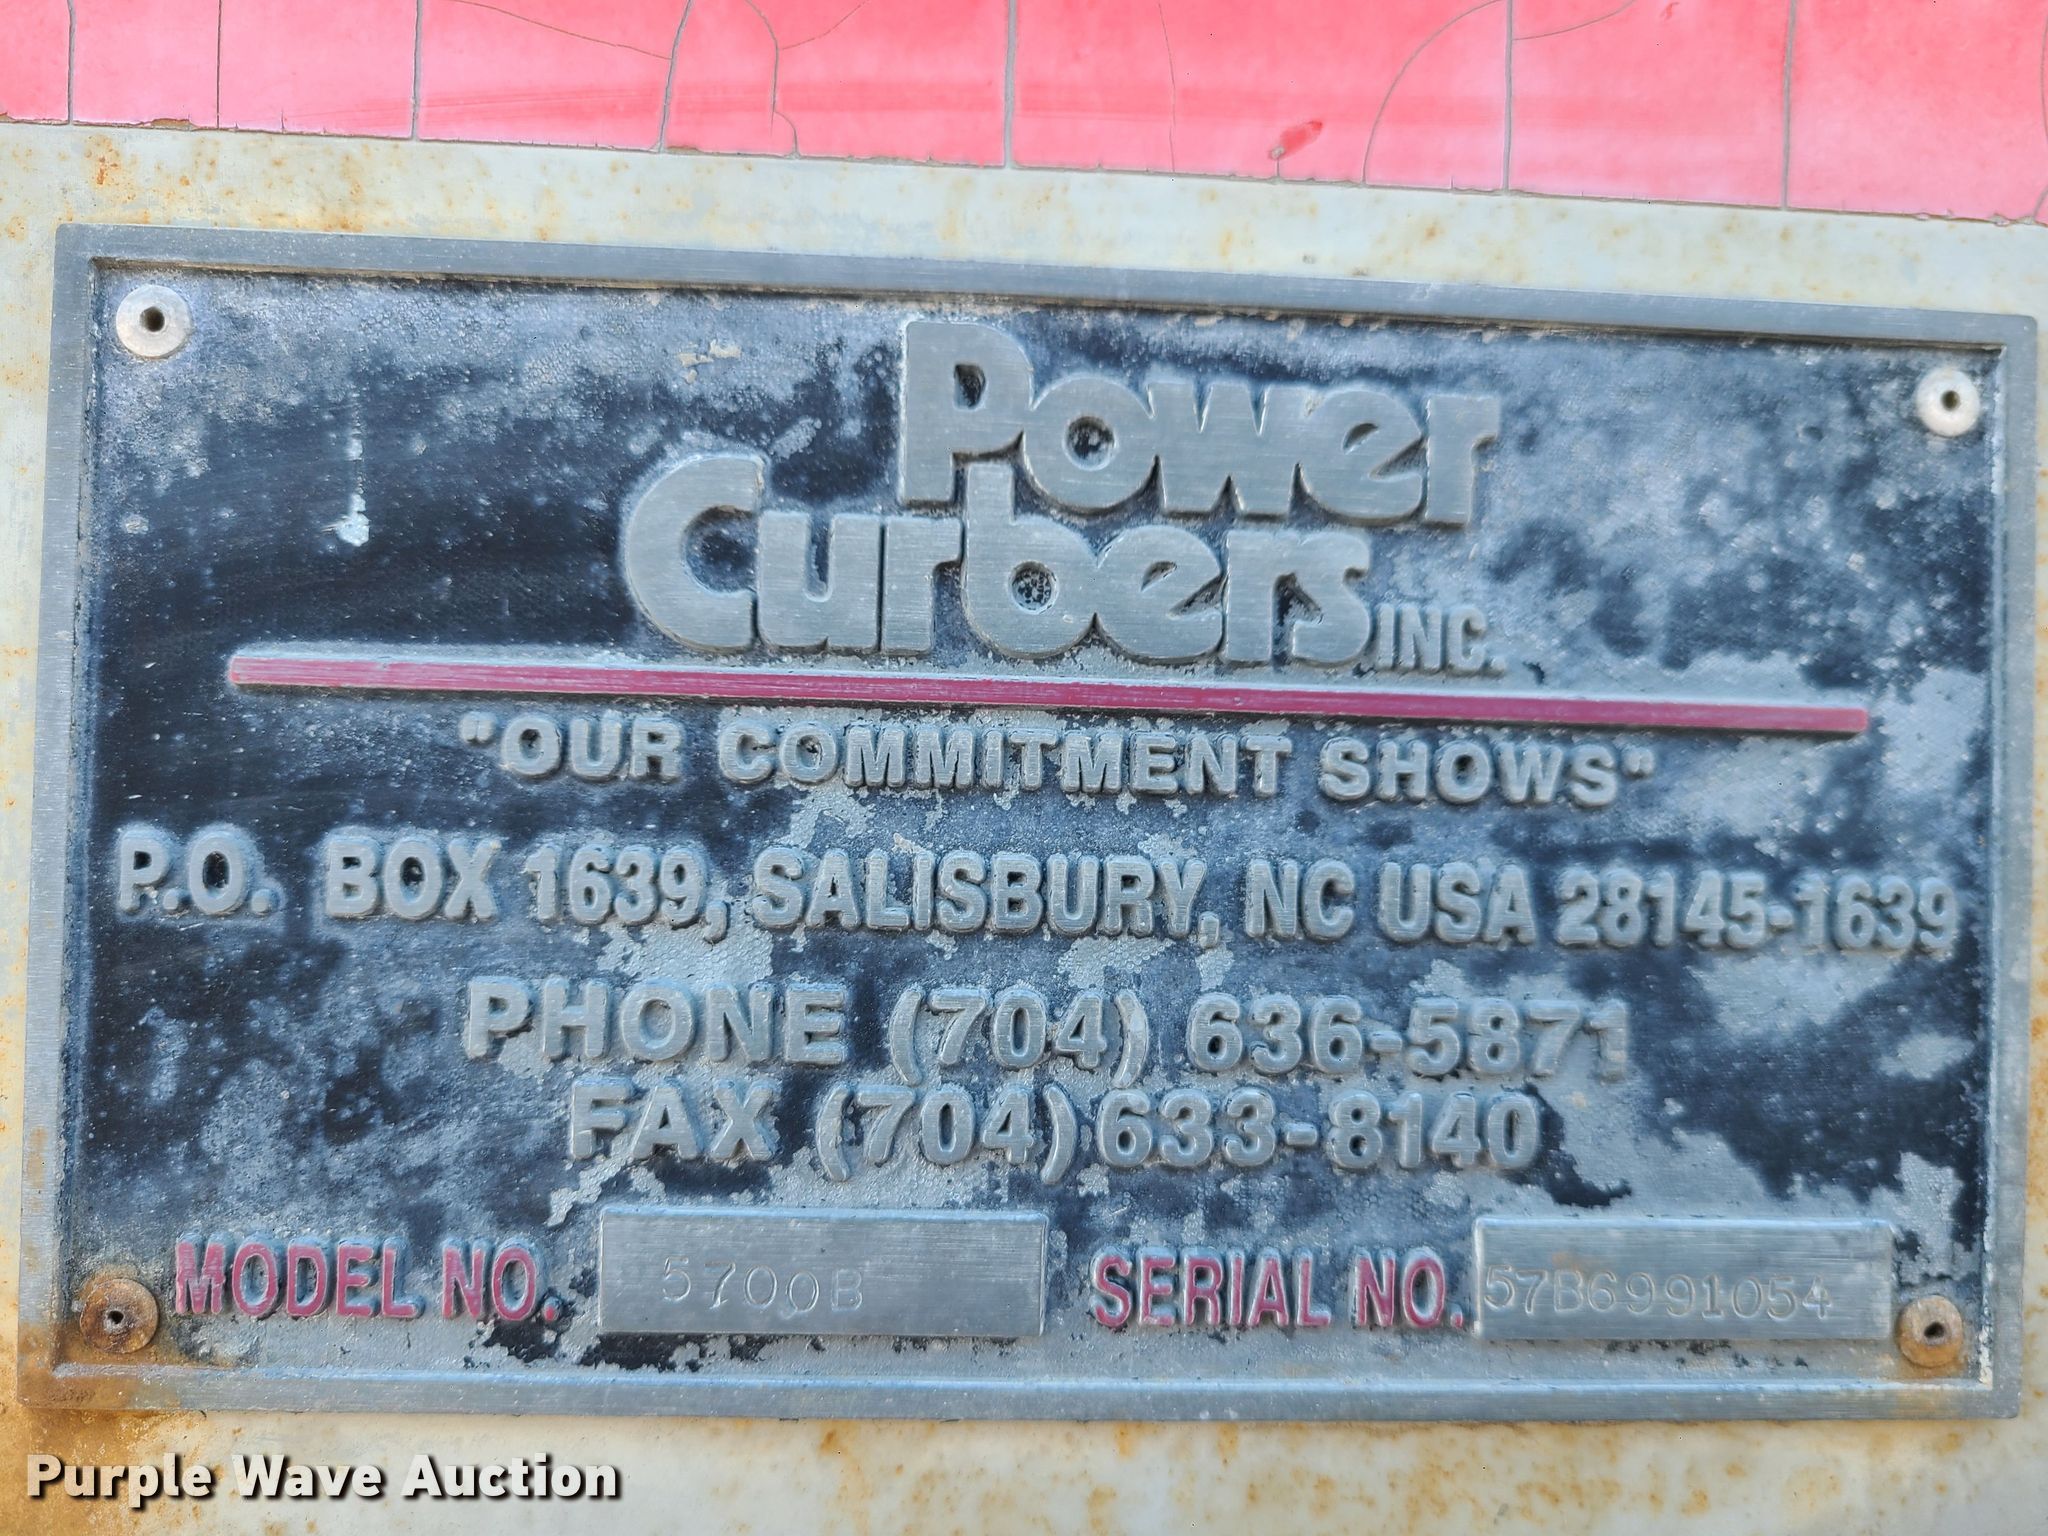 Power
Curbers INC.
"OUR COMMITMENT SHOWS"
P.O. BOX 1639, SALISBURY, NC USA 28145-1639
PHONE (704) 636-5871
FAX (704) 633-8140
MODEL NO. 5700B SERIAL NO. 57B6991054
Purple Wave Auction